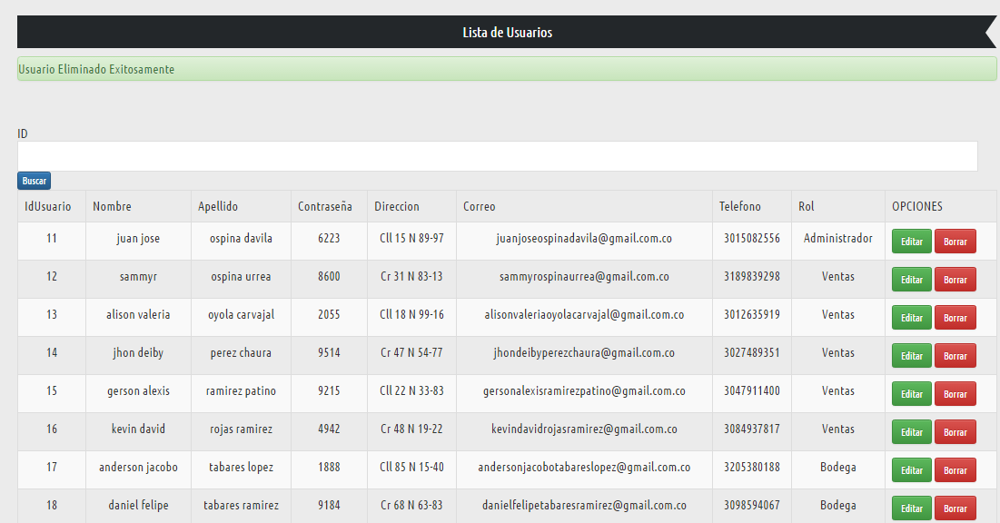 Lista de Usuarios
Usuario Eliminado Exitosamente
ID
Buscar
IdUsuario Nombre Apellido Contraseña Direccion Correo Telefono Rol OPCIONES
11 juan jose ospina davila 6223 Cll 15 N 89-97 juanjoseospinadavila@gmail.com.co 3015082556 Administrador Editar Borrar
12 sammyr ospina urrea 8600 Cr 31 N 83-13 sammyrospinaurrea@gmail.com.co 3189839298 Ventas Editar Borrar
13 alison valeria oyola carvajal 2055 Cll 18 N 99-16 alisonvaleriaoyolacarvajal@gmail.com.co 3012635919 Ventas Editar Borrar
14 jhon deiby perez chaura 9514 Cr 47 N 54-77 jhondeibyperezchaura@gmail.com.co 3027489351 Ventas Editar Borrar
15 gerson alexis ramirez patino 9215 Cll 22 N 33-83 gersonalexisramirezpatino@gmail.com.co 3047911400 Ventas Editar Borrar
16 kevin david rojas ramirez 4942 Cr 48 N 19-22 kevindavidrojasramirez@gmail.com.co 3084937817 Ventas Editar Borrar
17 anderson jacobo tabares lopez 1888 Cll 85 N 15-40 andersonjacobotabareslopez@gmail.com.co 3205380188 Bodega Editar Borrar
18 daniel felipe tabares ramirez 9184 Cr 68 N 63-83 danielfelipetabaresramirez@gmail.com.co 3098594067 Bodega Editar Borrar